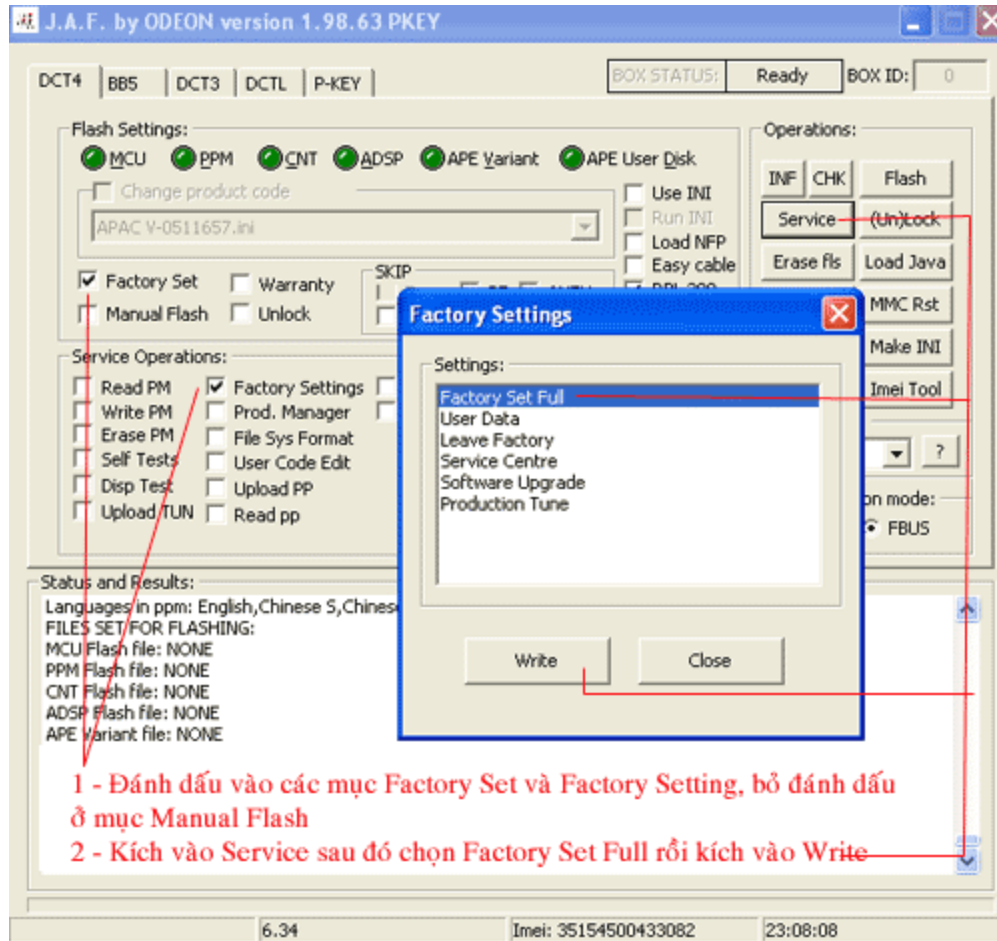 J.A.F. by ODEON version 1.98.63 PKEY
DCT4 BB5 DCT3 DCTL P-KEY
BOX STATUS: Ready BOX ID: 0
Flash Settings:
MCU PPM CNT ADSP APE Variant APE User Disk
Change product code
APAC V-0511657.ini
Use INI
Run INI
Load NFP
Easy cable
Factory Set Warranty
SKIP
Manual Flash Unlock
Operations:
INF CHK Flash
Service (Un)Lock
Erase fls Load Java
MMC Rst
Make INI
Imei Tool
?
on mode:
FBUS
Service Operations:
Read PM Factory Settings
Write PM Prod. Manager
Erase PM File Sys Format
Self Tests User Code Edit
Disp Test Upload PP
Upload TUN Read pp
Factory Settings
Settings:
Factory Set Full
User Data
Leave Factory
Service Centre
Software Upgrade
Production Tune
Write Close
Status and Results:
Languages in ppm: English,Chinese S,Chines
FILES SET FOR FLASHING:
MCU Flash file: NONE
PPM Flash file: NONE
CNT Flash file: NONE
ADSP Flash file: NONE
APE Variant file: NONE
1 - Đánh dấu vào các mục Factory Set và Factory Setting, bỏ đánh dấu
ở mục Manual Flash
2 - Kích vào Service sau đó chọn Factory Set Full rồi kích vào Write
6.34 Imei: 35154500433082 23:08:08